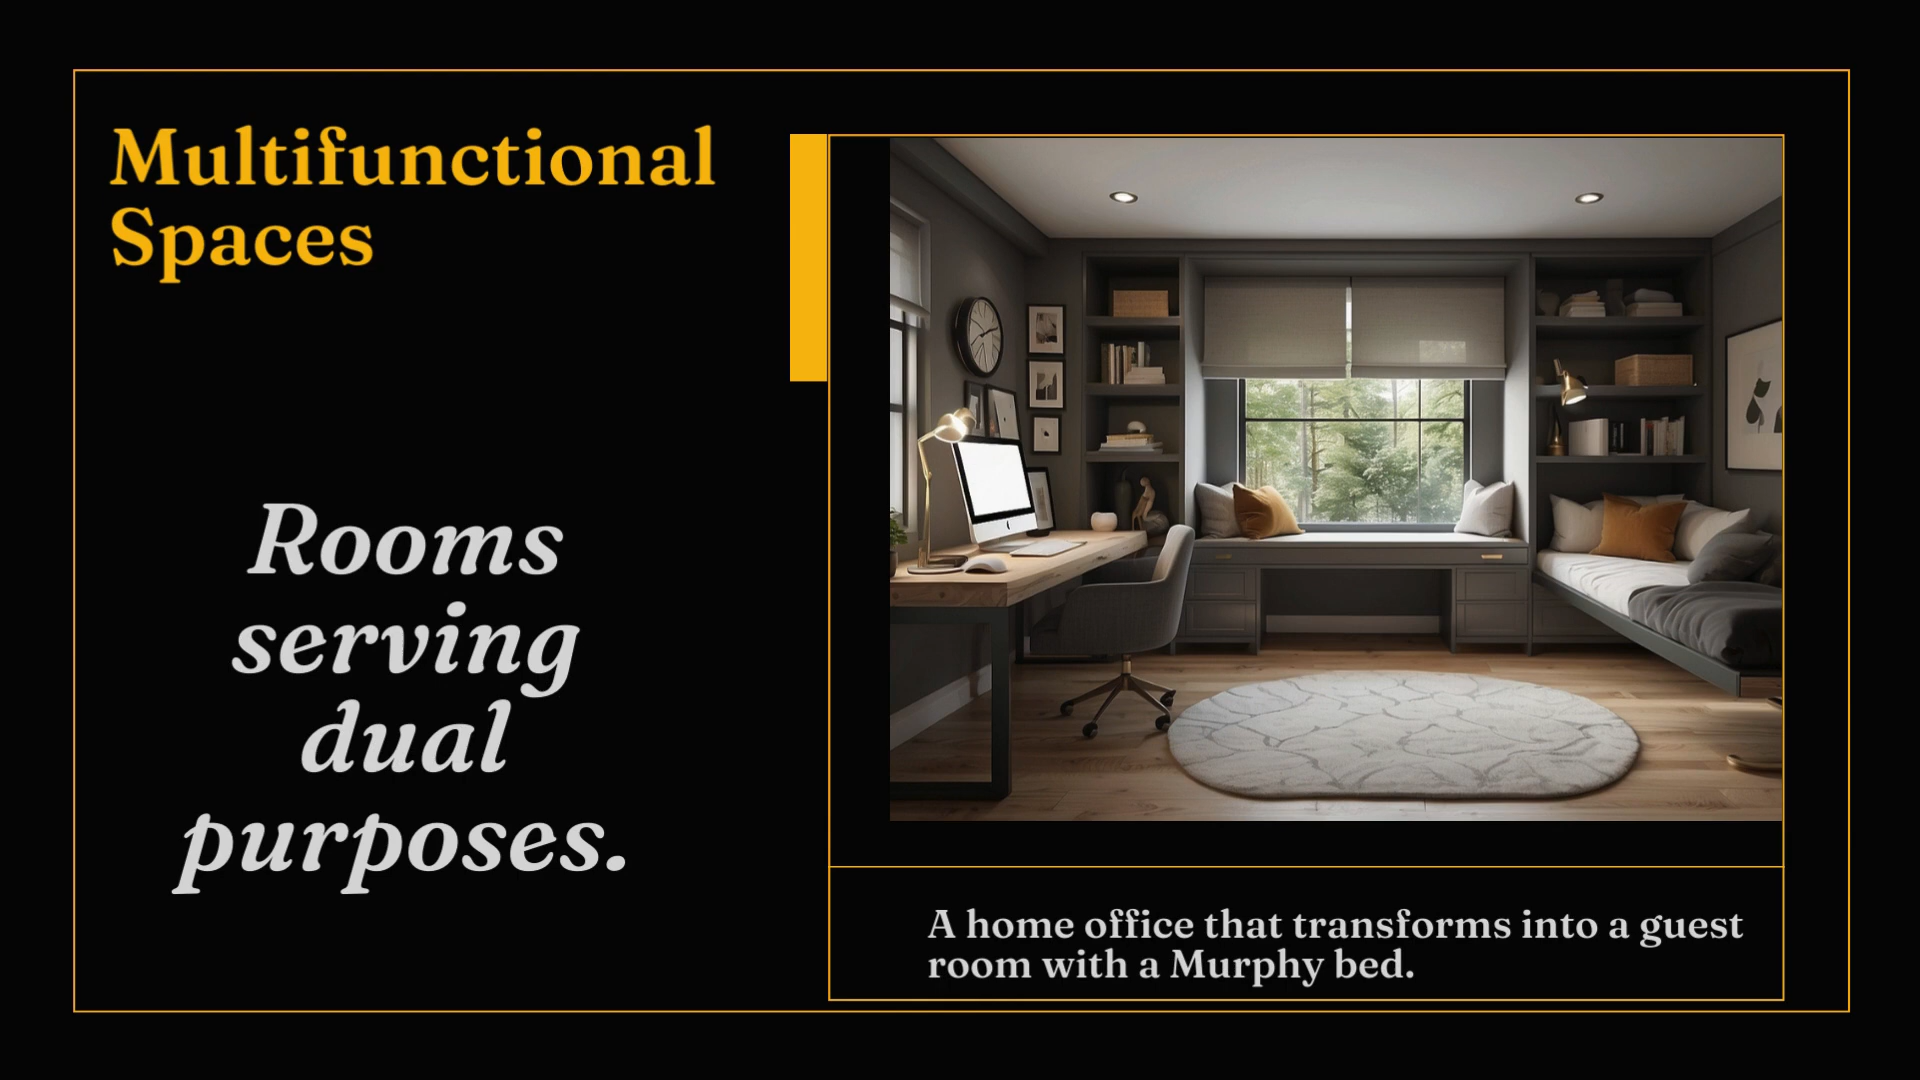 Multifunctional
Spaces
Rooms
serving
dual
purposes.
A home office that transforms into a guest
room with a Murphy bed.